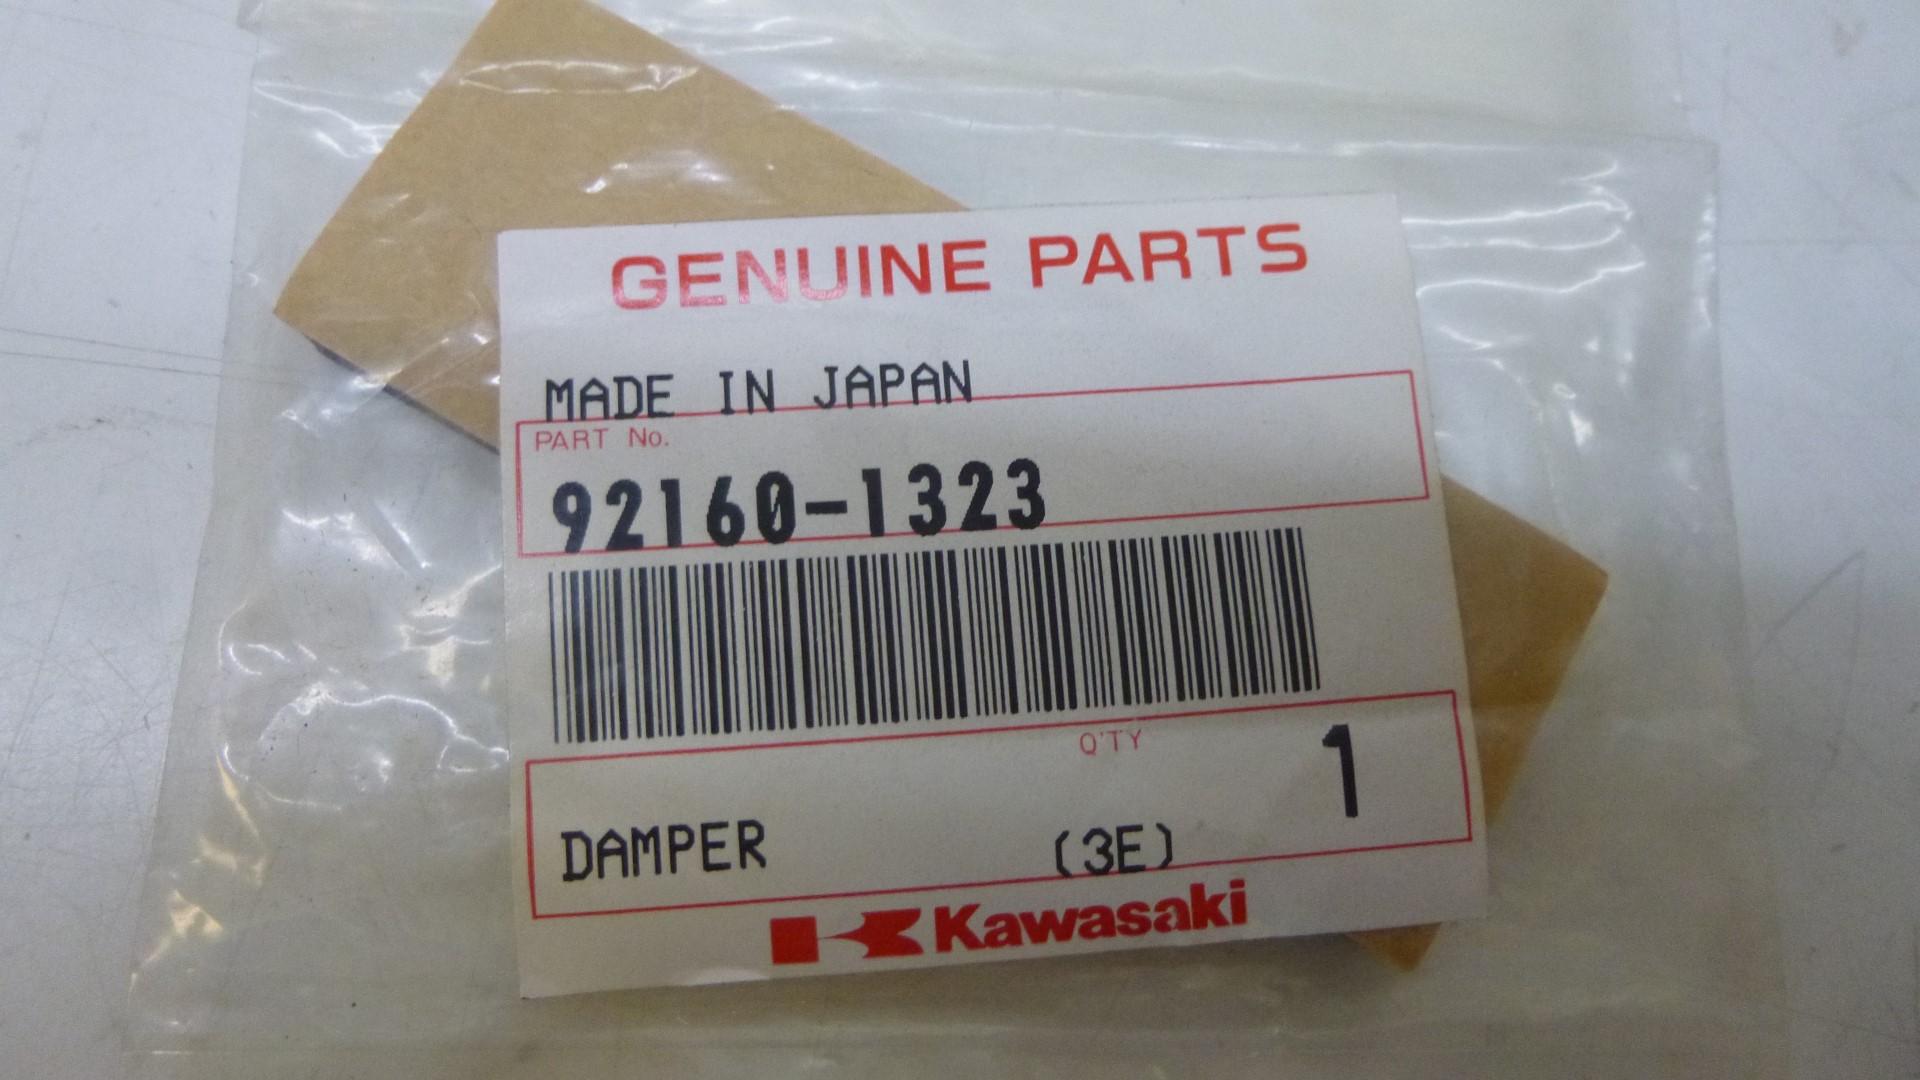 GENUINE PARTS
MADE IN JAPAN
PART No.
92160-1323
Q'TY
1
DAMPER (3E)
Kawasaki